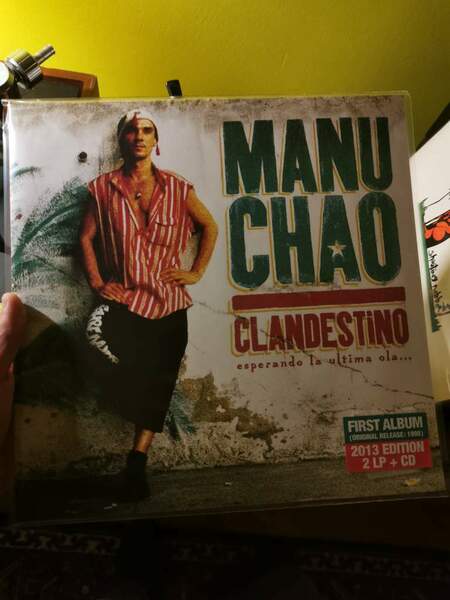 MANU
CHAO
CLANDESTiNO
esperando la ultima ola...
FIRST ALBUM
(ORIGINAL RELEASE: 1998)
2013 EDITION
2 LP + CD